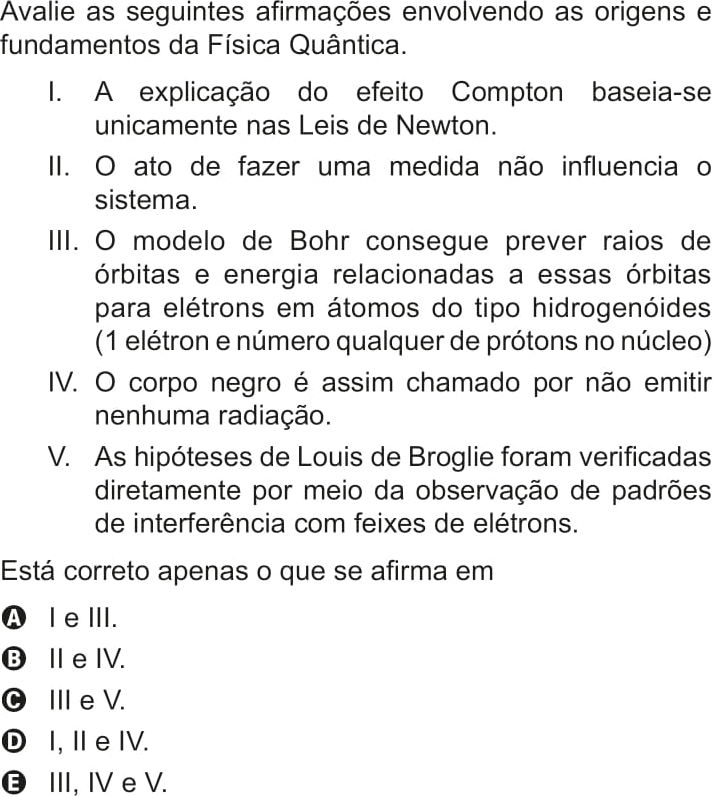 Avalie as seguintes afirmações envolvendo as origens e
fundamentos da Física Quântica.
I. A explicação do efeito Compton baseia-se
unicamente nas Leis de Newton.
II. O ato de fazer uma medida não influencia o
sistema.
III. O modelo de Bohr consegue prever raios de
órbitas e energia relacionadas a essas órbitas
para elétrons em átomos do tipo hidrogenóides
(1 elétron e número qualquer de prótons no núcleo)
IV. O corpo negro é assim chamado por não emitir
nenhuma radiação.
V. As hipóteses de Louis de Broglie foram verificadas
diretamente por meio da observação de padrões
de interferência com feixes de elétrons.
Está correto apenas o que se afirma em
A I e III.
B II e IV.
C III e V.
D I, II e IV.
E III, IV e V.